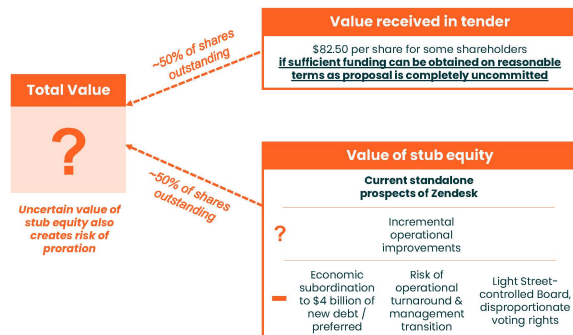 Value received in tender
$82.50 per share for some shareholders
if sufficient funding can be obtained on reasonable
terms as proposal is completely uncommitted
~50% of shares
outstanding
Total Value
?
Uncertain value of
stub equity also
creates risk of
proration
~50% of shares
outstanding
Value of stub equity
Current standalone
prospects of Zendesk
?
Incremental
operational
improvements
Economic
subordination
to $4 billion of
new debt /
preferred
Risk of
operational
turnaround &
management
transition
Light Street-
controlled Board,
disproportionate
voting rights